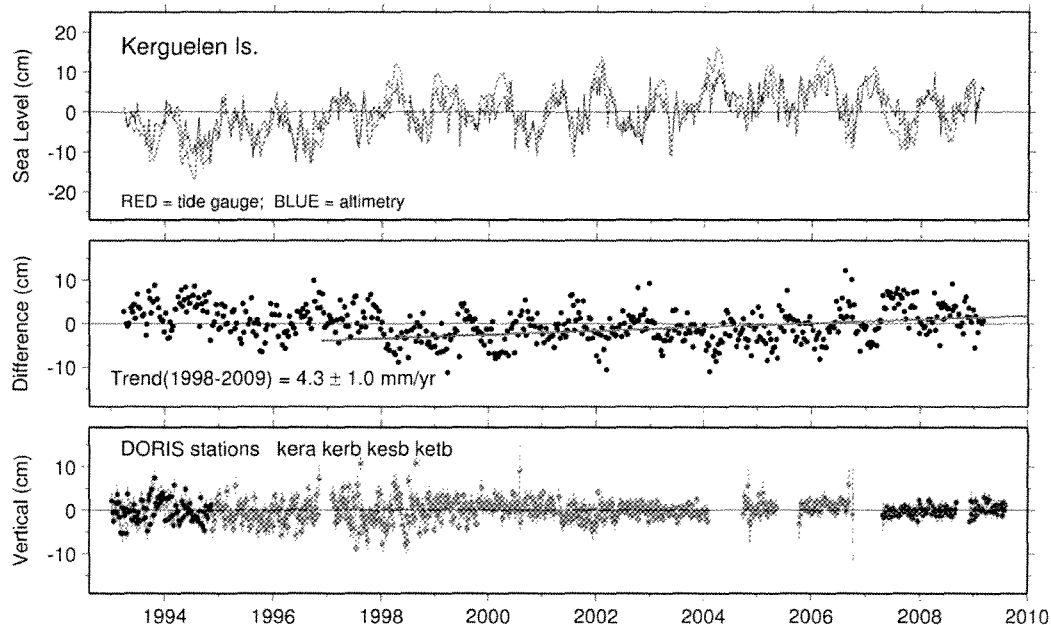 Sea Level (cm)
20
10
0
-10
-20
Kerguelen Is.
RED = tide gauge; BLUE = altimetry
Difference (cm)
10
0
-10
Trend(1998-2009) = 4.3 ± 1.0 mm/yr
Vertical (cm)
10
0
-10
DORIS stations kera kerb kesb ketb
1994 1996 1998 2000 2002 2004 2006 2008 2010